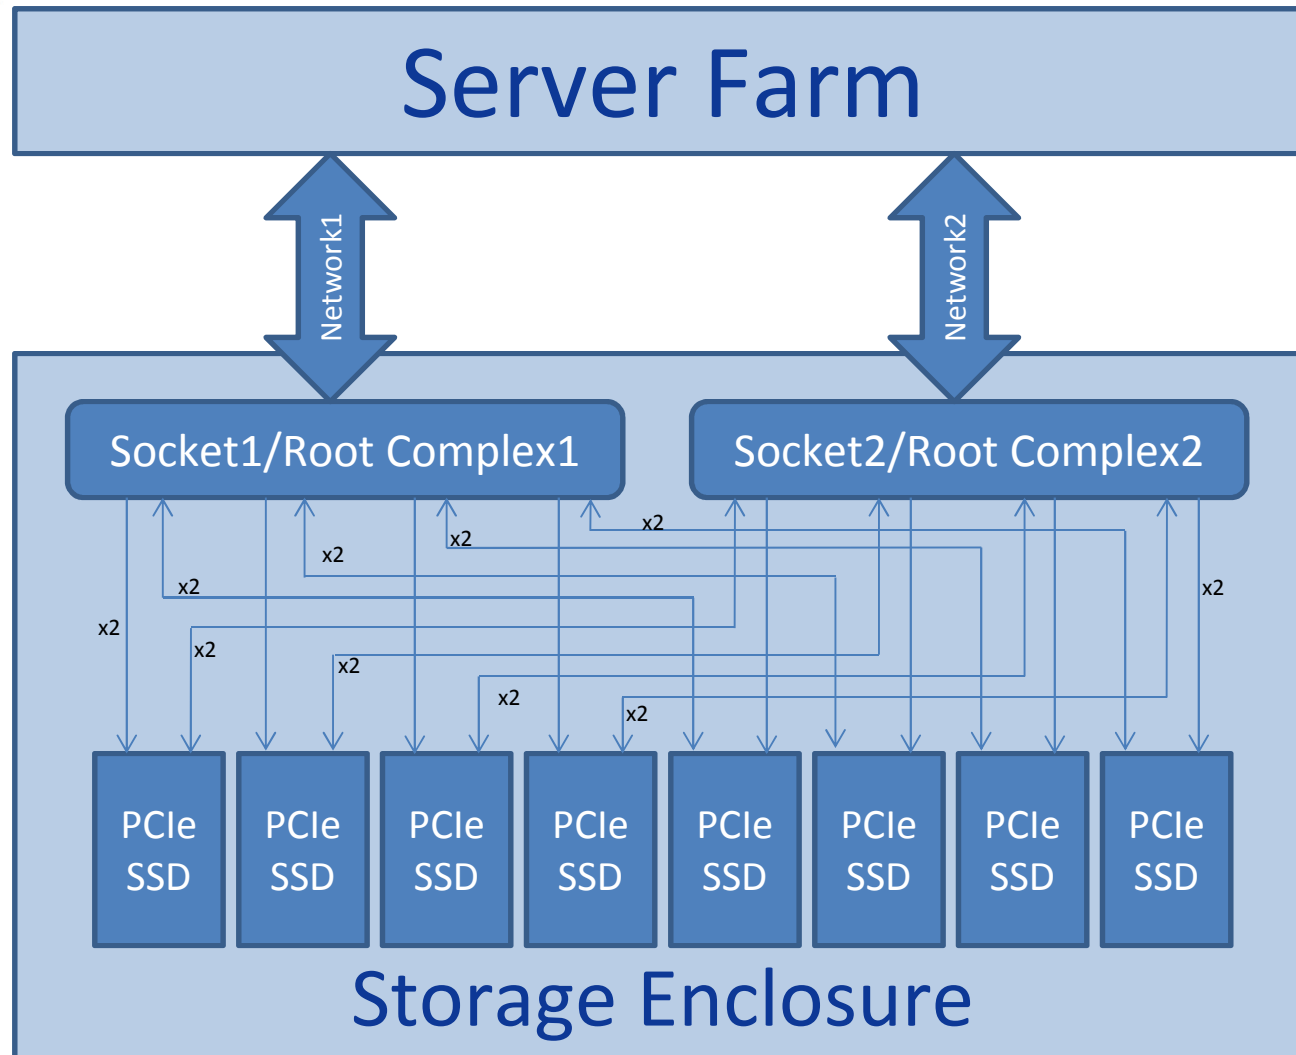 Server Farm
Network1
Network2
Socket1/Root Complex1
Socket2/Root Complex2
x2
x2
x2
x2
x2
x2
x2
x2
x2
x2
PCIe
SSD
PCIe
SSD
PCIe
SSD
PCIe
SSD
PCIe
SSD
PCIe
SSD
PCIe
SSD
PCIe
SSD
Storage Enclosure